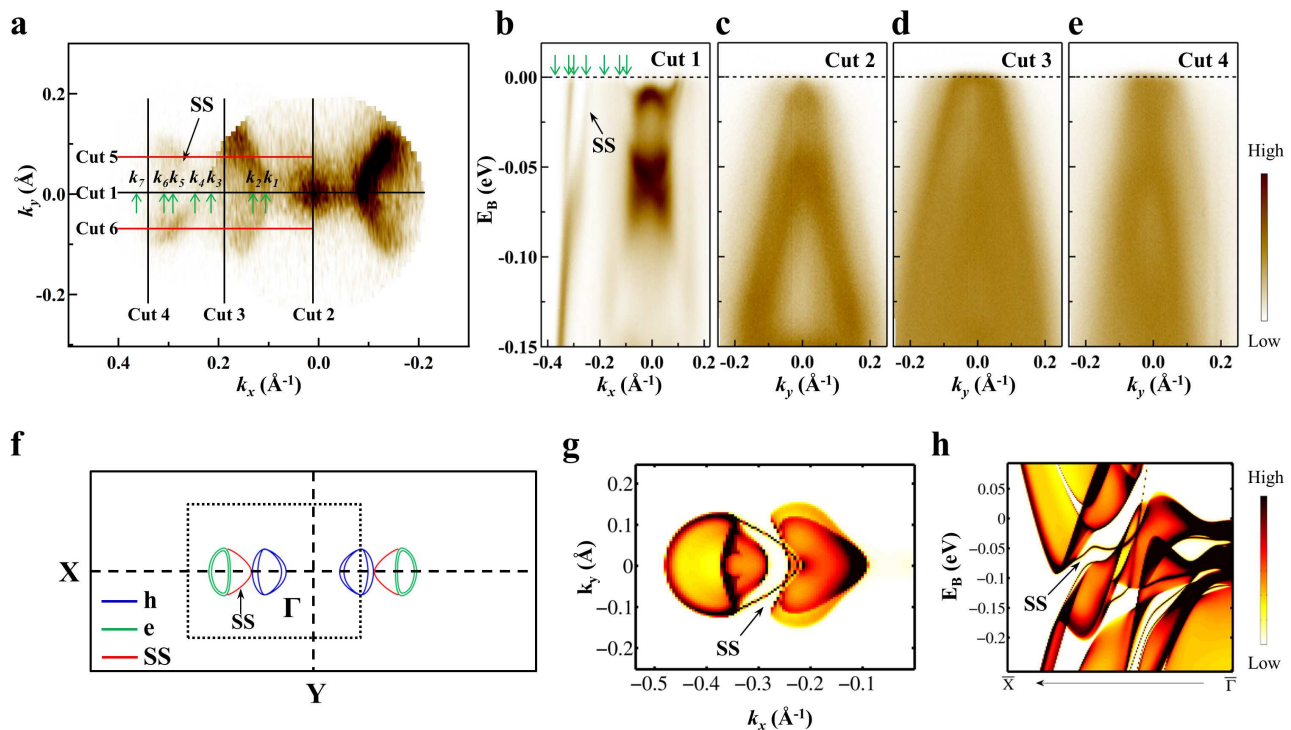 a
SS
Cut 5
k7 k6 k5 k4 k3 k2 k1
Cut 1
Cut 6
Cut 4 Cut 3 Cut 2
0.2
0.0
-0.2
ky (Å)
0.4 0.2 0.0 -0.2
kx (Å-1)
b
Cut 1
SS
0.00
-0.05
-0.10
-0.15
EB (eV)
-0.4 -0.2 0.0 0.2
kx (Å-1)
c
Cut 2
-0.2 0.0 0.2
ky (Å-1)
d
Cut 3
-0.2 0.0 0.2
ky (Å-1)
e
Cut 4
-0.2 0.0 0.2
ky (Å-1)
High
Low
f
X
Γ
SS
h
e
SS
Y
g
0.2
0.1
0
-0.1
-0.2
ky (Å)
SS
−0.5 −0.4 −0.3 −0.2 −0.1
kx (Å-1)
h
0.05
0
-0.05
-0.1
-0.15
-0.2
EB (eV)
SS
X̅ Γ̅
High
Low